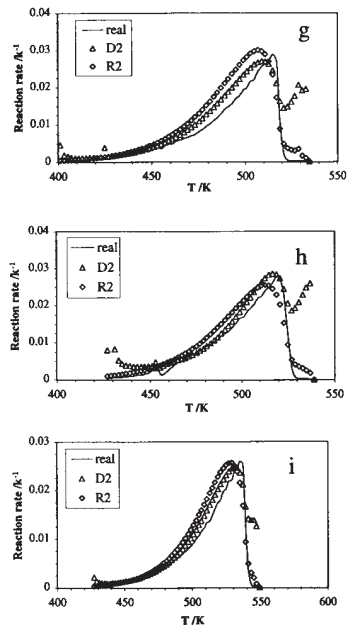 0.04
g
real
D2
R2
0.03
0.02
0.01
0
Reaction rate /k⁻¹
400
450
500
550
T /K
0.04
h
real
D2
R2
0.03
0.02
0.01
0
Reaction rate /k⁻¹
400
450
500
550
T /K
0.03
i
real
D2
R2
0.02
0.01
0
Reaction rate /k⁻¹
400
450
500
550
600
T /K